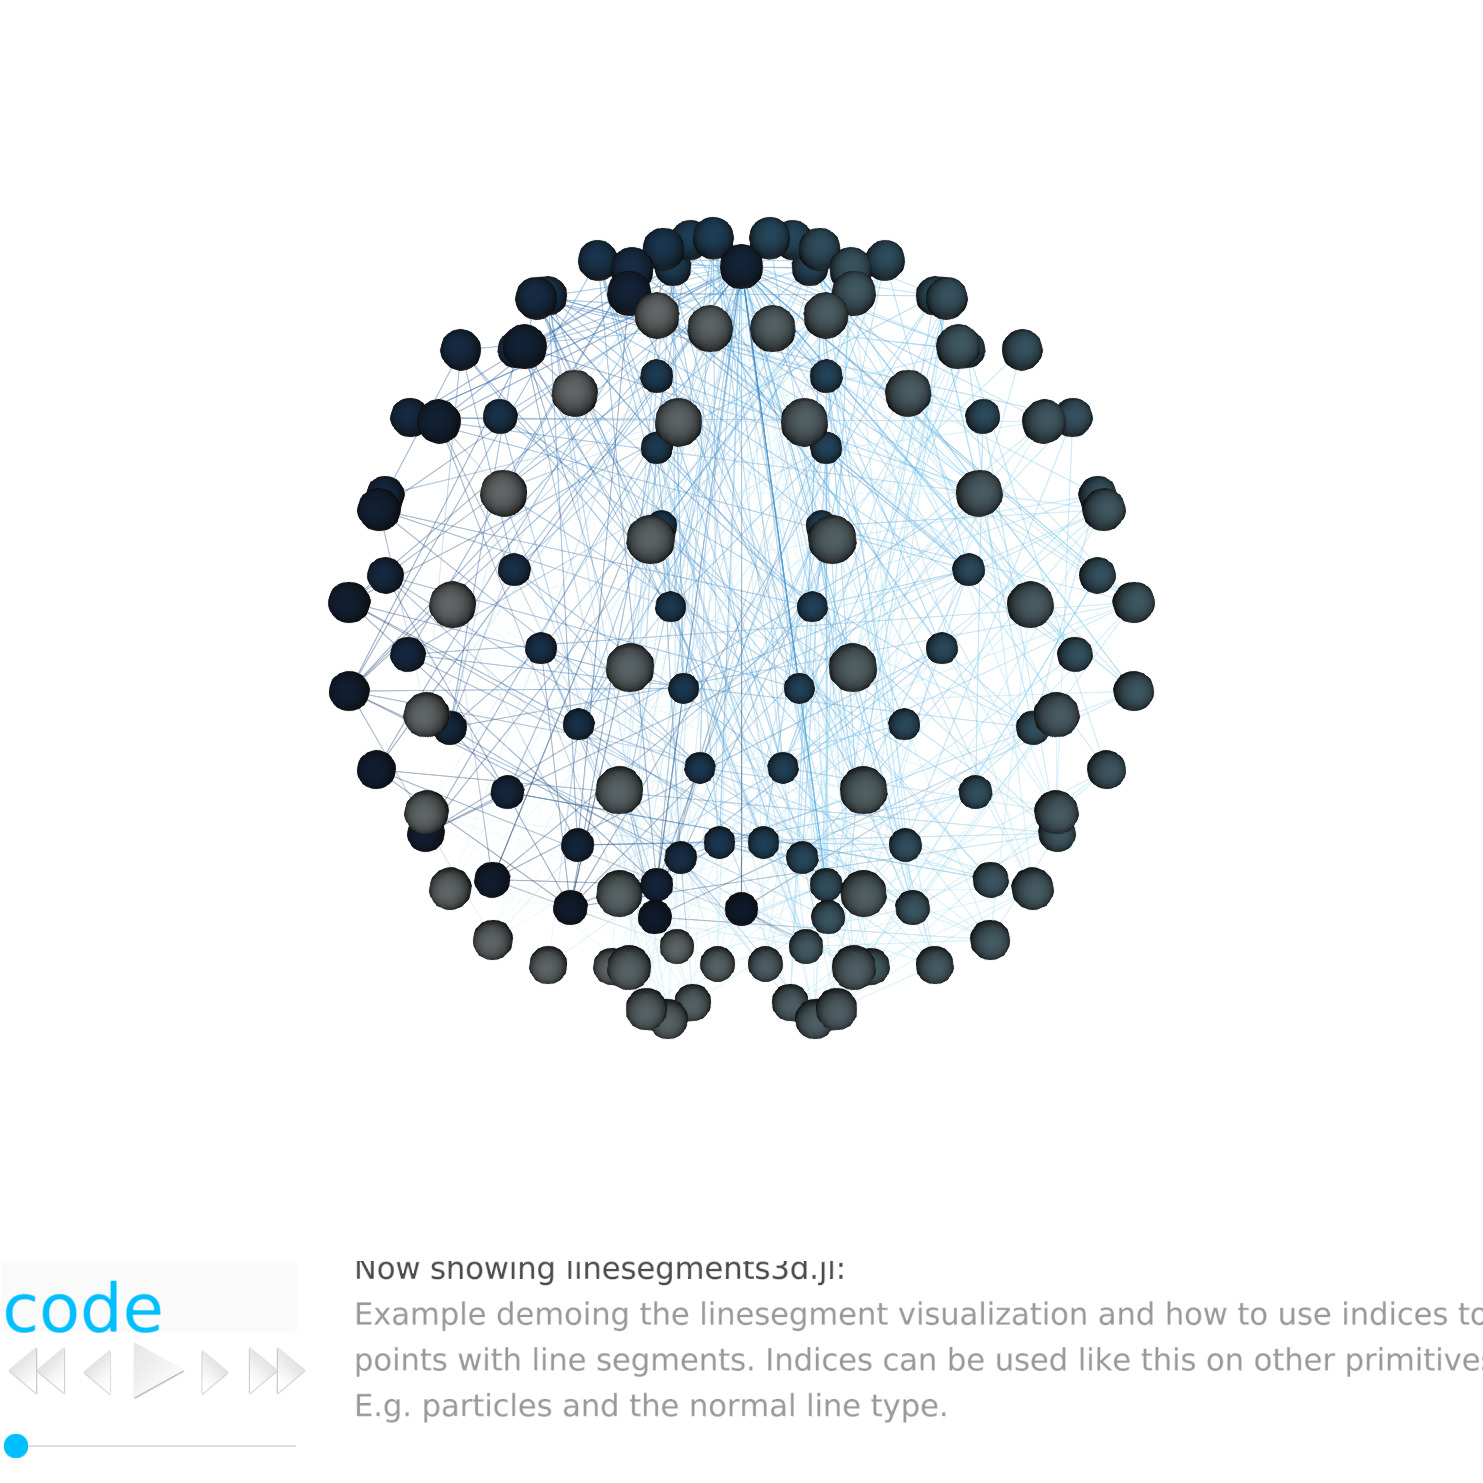 Now showing linesegments3d.jl:
code
Example demoing the linesegment visualization and how to use indices to
points with line segments. Indices can be used like this on other primitives
E.g. particles and the normal line type.